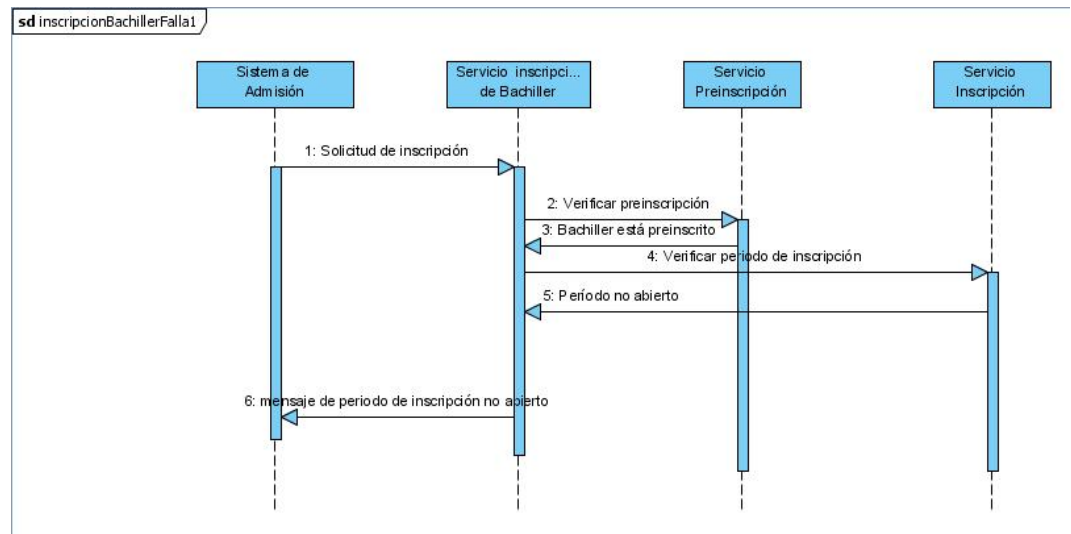 sd inscripcionBachillerFalla1
Sistema de
Admisión
Servicio inscripci...
de Bachiller
Servicio
Preinscripción
Servicio
Inscripción
1: Solicitud de inscripción
2: Verificar preinscripción
3: Bachiller está preinscrito
4: Verificar periodo de inscripción
5: Período no abierto
6: mensaje de periodo de inscripción no abierto